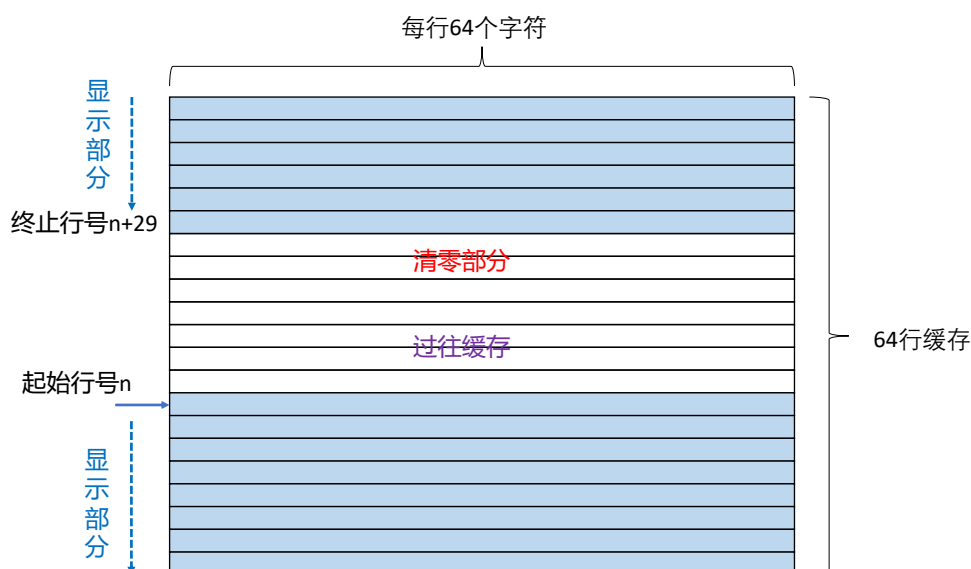 每行64个字符
显示部分
终止行号n+29
清零部分
过往缓存
64行缓存
起始行号n
显示部分